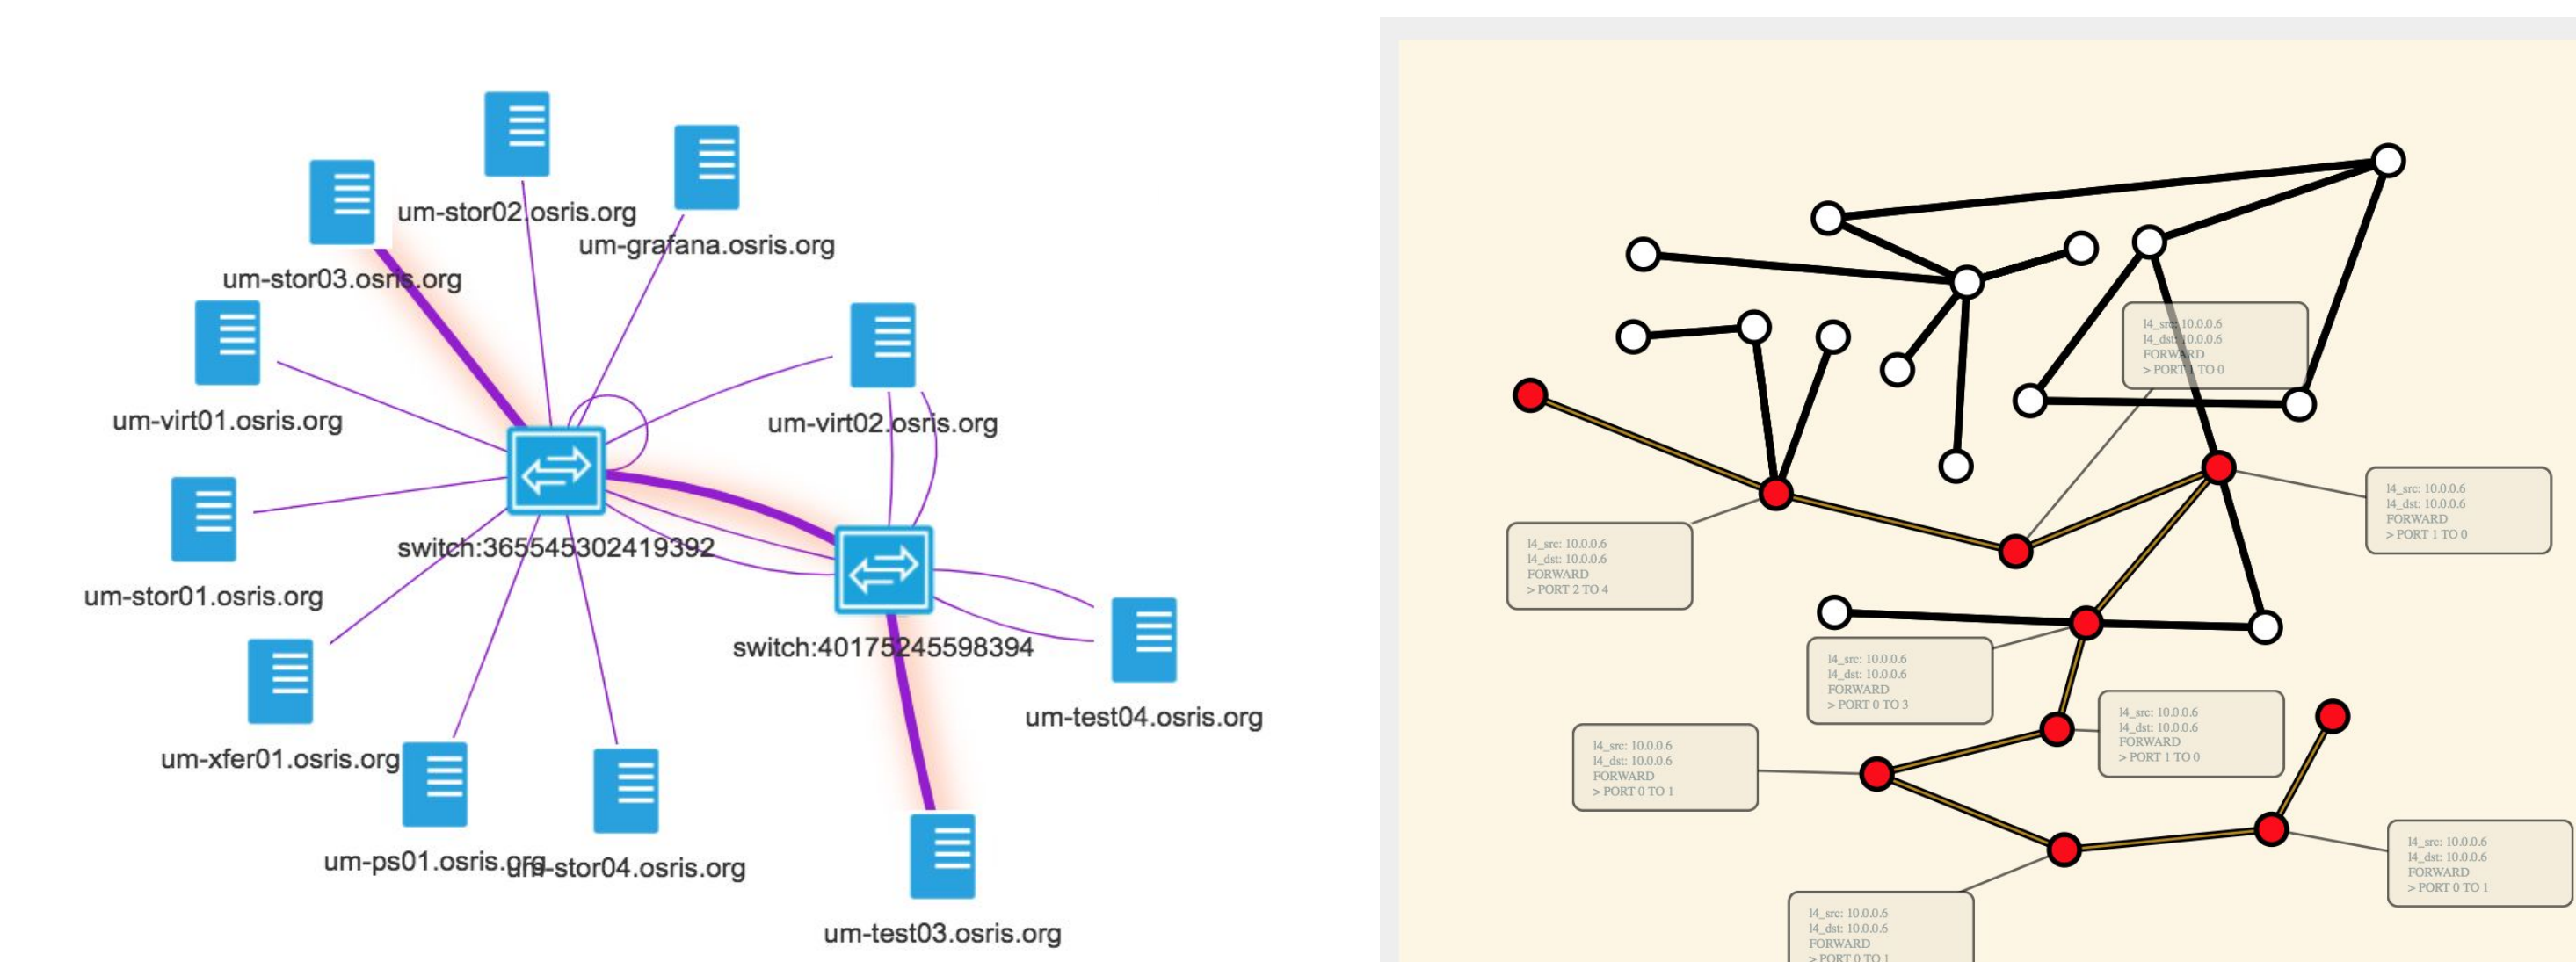 um-stor02.osris.org
um-grafana.osris.org
um-stor03.osris.org
um-virt01.osris.org
um-virt02.osris.org
switch:365545302419392
um-stor01.osris.org
switch:40175245598394
um-test04.osris.org
um-xfer01.osris.org
um-ps01.osris.org
um-stor04.osris.org
um-test03.osris.org
l4_src: 10.0.0.6
l4_dst: 10.0.0.6
FORWARD
> PORT 1 TO 0
l4_src: 10.0.0.6
l4_dst: 10.0.0.6
FORWARD
> PORT 1 TO 0
l4_src: 10.0.0.6
l4_dst: 10.0.0.6
FORWARD
> PORT 2 TO 4
l4_src: 10.0.0.6
l4_dst: 10.0.0.6
FORWARD
> PORT 0 TO 3
l4_src: 10.0.0.6
l4_dst: 10.0.0.6
FORWARD
> PORT 1 TO 0
l4_src: 10.0.0.6
l4_dst: 10.0.0.6
FORWARD
> PORT 0 TO 1
l4_src: 10.0.0.6
l4_dst: 10.0.0.6
FORWARD
> PORT 0 TO 1
l4_src: 10.0.0.6
l4_dst: 10.0.0.6
FORWARD
> PORT 0 TO 1